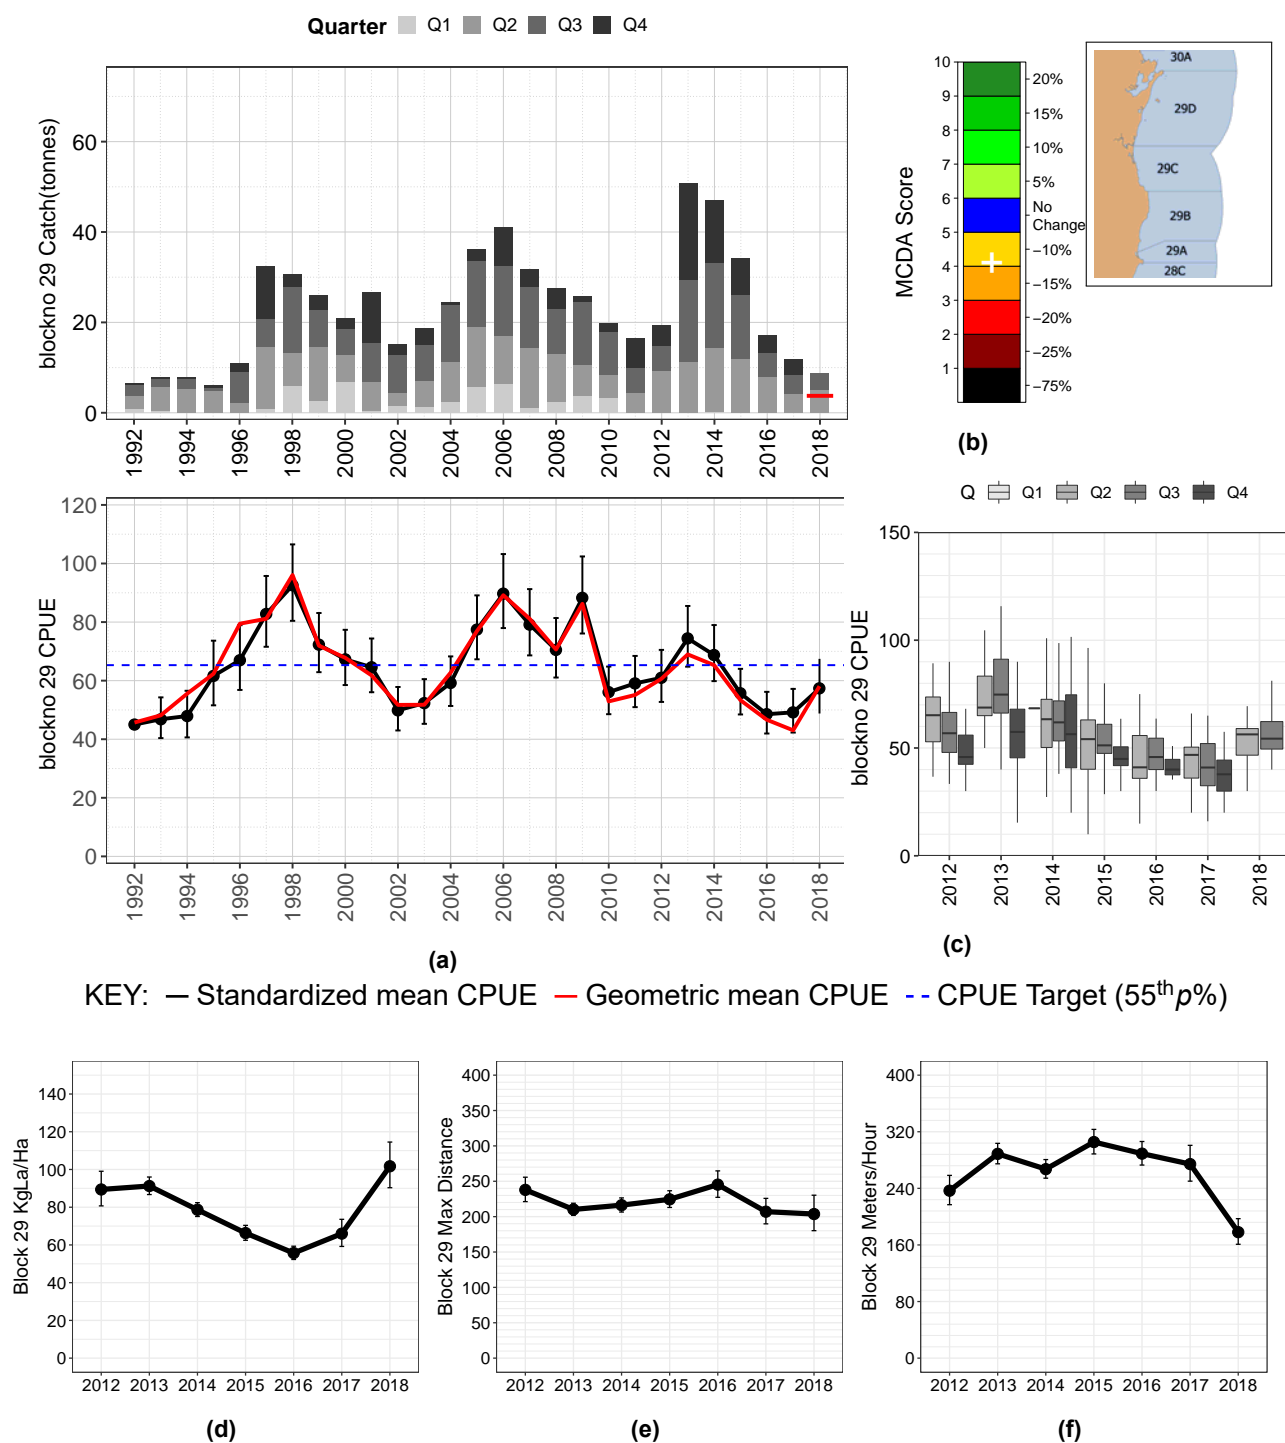 Quarter Q1 Q2 Q3 Q4
blockno 29 Catch(tonnes)
60
40
20
0
1992 1994 1996 1998 2000 2002 2004 2006 2008 2010 2012 2014 2016 2018
blockno 29 CPUE
120
100
80
60
40
20
0
1992 1994 1996 1998 2000 2002 2004 2006 2008 2010 2012 2014 2016 2018
(a)
MCDA Score
10
9
8
7
6
5
4
3
2
1
20%
15%
10%
5%
No
Change
−10%
−15%
−20%
−25%
−75%
(b)
30A
29D
29C
29B
29A
28C
Q Q1 Q2 Q3 Q4
blockno 29 CPUE
150
100
50
0
2012 2013 2014 2015 2016 2017 2018
(c)
KEY: Standardized mean CPUE Geometric mean CPUE CPUE Target (55th p%)
Block 29 KgLa/Ha
140
120
100
80
60
40
20
0
2012 2013 2014 2015 2016 2017 2018
(d)
Block 29 Max Distance
400
350
300
250
200
150
100
50
0
2012 2013 2014 2015 2016 2017 2018
(e)
Block 29 Meters/Hour
400
320
240
160
80
0
2012 2013 2014 2015 2016 2017 2018
(f)